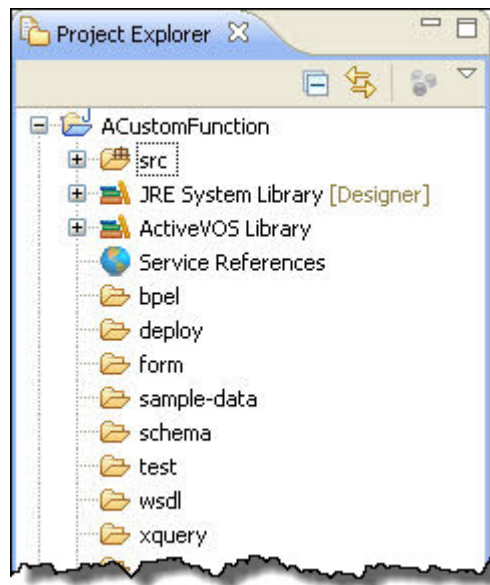 Project Explorer
ACustomFunction
src
JRE System Library [Designer]
ActiveVOS Library
Service References
bpel
deploy
form
sample-data
schema
test
wsdl
xquery